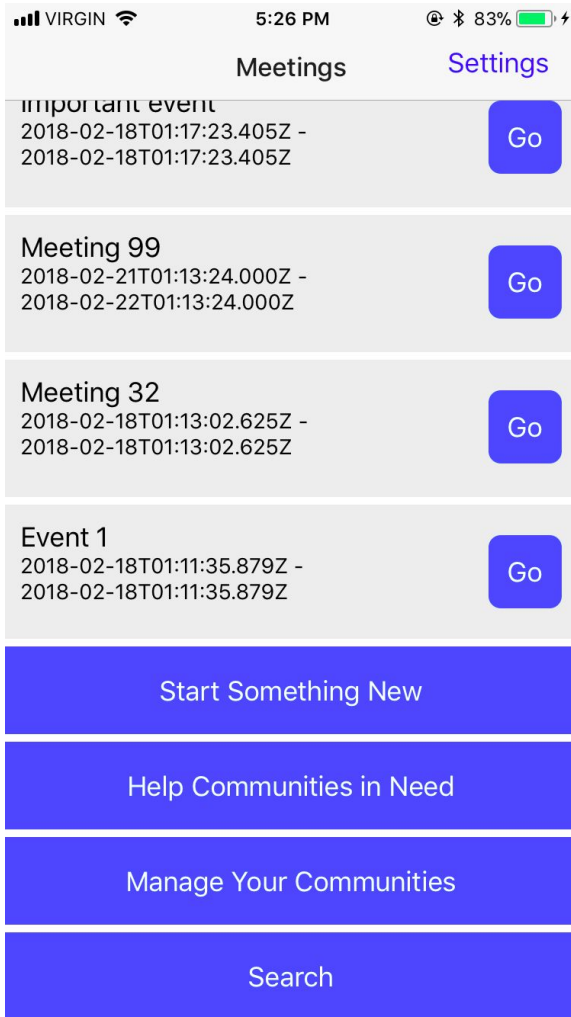 VIRGIN 5:26 PM 83%
Meetings Settings
Important event
2018-02-18T01:17:23.405Z -
2018-02-18T01:17:23.405Z
Go
Meeting 99
2018-02-21T01:13:24.000Z -
2018-02-22T01:13:24.000Z
Go
Meeting 32
2018-02-18T01:13:02.625Z -
2018-02-18T01:13:02.625Z
Go
Event 1
2018-02-18T01:11:35.879Z -
2018-02-18T01:11:35.879Z
Go
Start Something New
Help Communities in Need
Manage Your Communities
Search